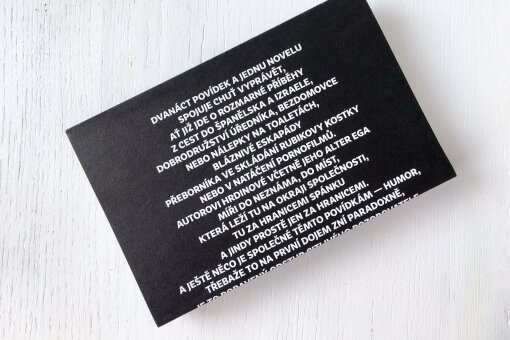 DVANÁCT POVÍDEK A JEDNU NOVELU
SPOJUJE CHUŤ VYPRÁVĚT,
AŤ JIŽ JDE O ROZMARNÉ PŘÍBĚHY
Z CEST DO ŠPANĚLSKA A IZRAELE,
DOBRODRUŽSTVÍ ÚŘEDNÍKA, BEZDOMOVCE
NEBO NÁLEPKY NA TOALETÁCH,
BLÁZNIVÉ ESKAPÁDY
PŘEBORNÍKA VE SKLÁDÁNÍ RUBIKOVY KOSTKY
NEBO V NATÁČENÍ PORNOFILMŮ.
AUTOROVI HRDINOVÉ VČETNĚ JEHO ALTER EGA
MÍŘÍ DO NEZNÁMA, DO MÍST,
KTERÁ LEŽÍ TU NA OKRAJI SPOLEČNOSTI,
TU ZA HRANICEMI SPÁNKU
A JINDY PROSTĚ JEN ZA HRANICEMI.
A JEŠTĚ NĚCO JE SPOLEČNÉ TĚMTO POVÍDKÁM — HUMOR,
TŘEBAŽE TO NA PRVNÍ DOJEM ZNÍ PARADOXNĚ,
JE TO